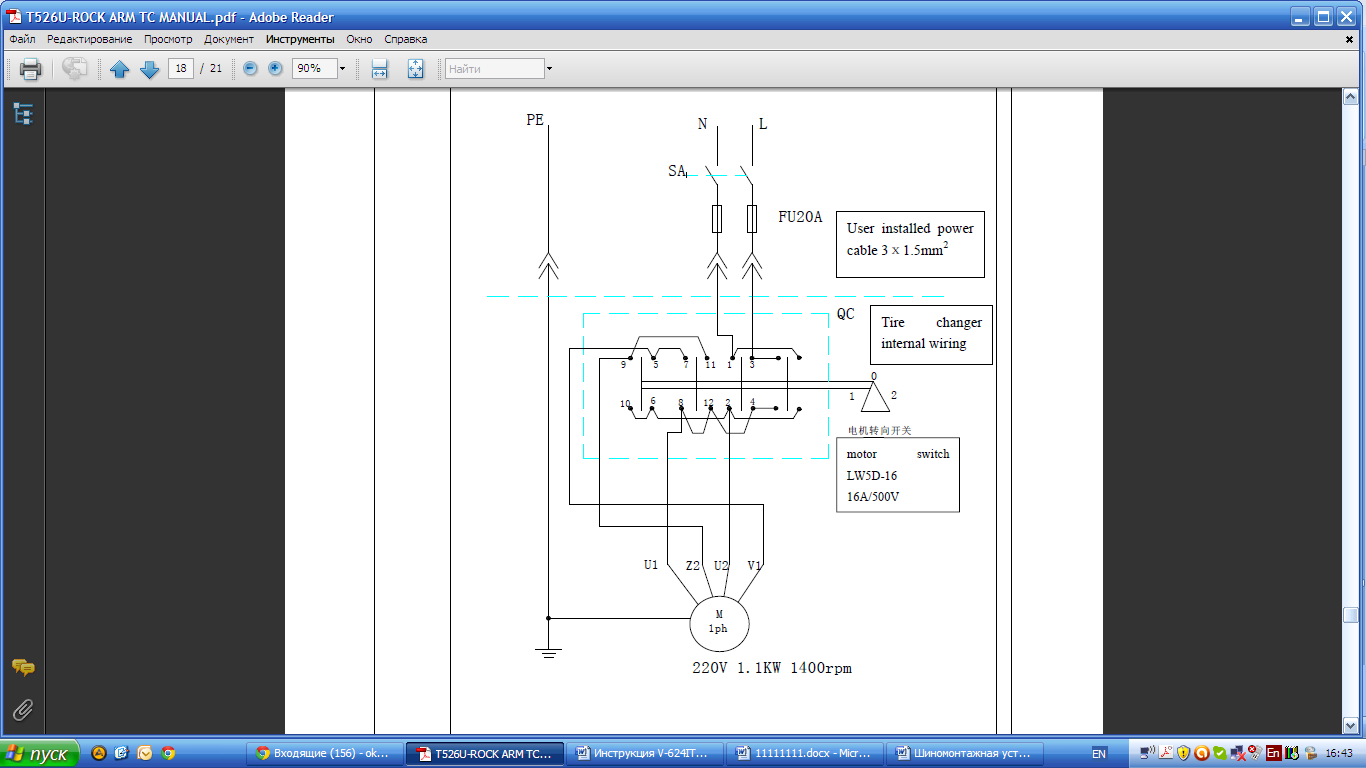 T526U-ROCK ARM TC MANUAL.pdf - Adobe Reader
Файл Редактирование Просмотр Документ Инструменты Окно Справка
18 / 21 90% Найти
PE N L
SA
FU20A
User installed power
cable 3 x 1.5mm2
QC
Tire changer
internal wiring
9 5 7 11 1 3
0
1 2
10 6 8 12 2 4
电机转向开关
motor switch
LW5D-16
16A/500V
U1 Z2 U2 V1
M
1ph
220V 1.1KW 1400rpm
пуск Входящие (156) - ok... T526U-ROCK ARM TC... Инструкция V-624IT... 11111111.docx - Micr... Шиномонтажная уст... EN En 16:43